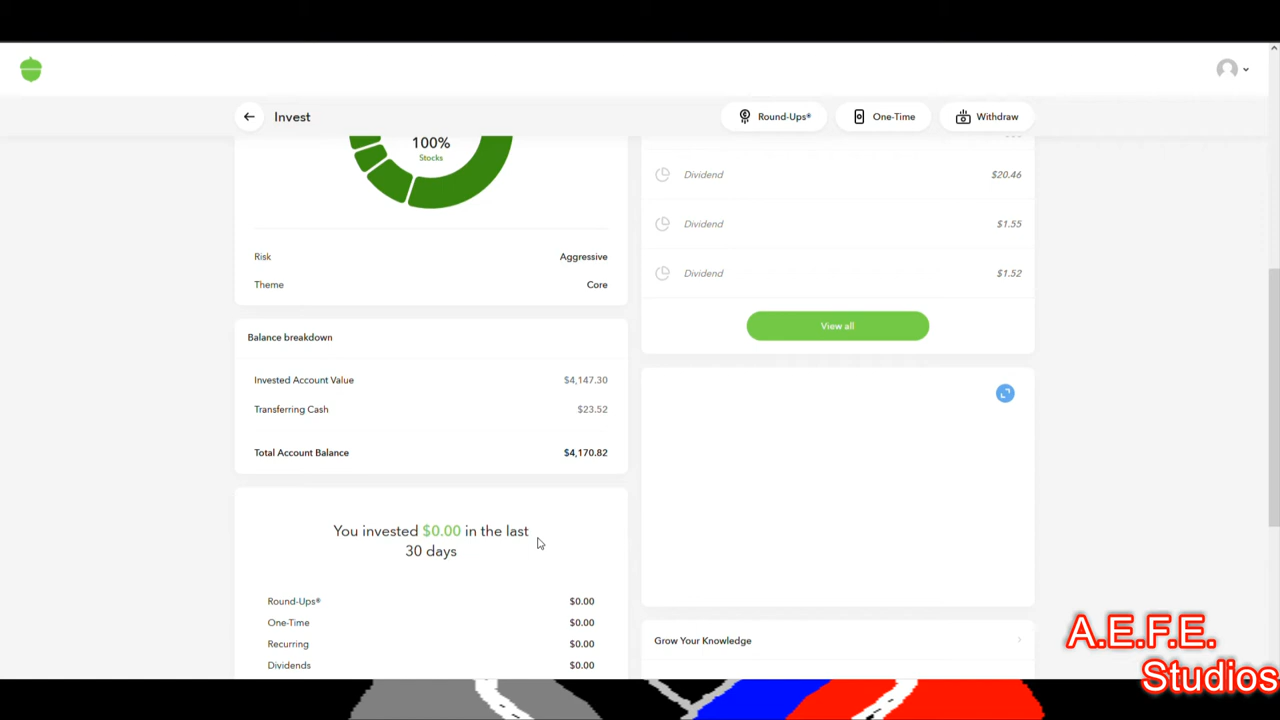 Invest
Round-Ups®
One-Time
Withdraw
100%
Stocks
Risk Aggressive
Theme Core
Balance breakdown
Invested Account Value $4,147.30
Transferring Cash $23.52
Total Account Balance $4,170.82
You invested $0.00 in the last
30 days
Round-Ups® $0.00
One-Time $0.00
Recurring $0.00
Dividends $0.00
Dividend $20.46
Dividend $1.55
Dividend $1.52
View all
Grow Your Knowledge
A.E.F.E.
Studios